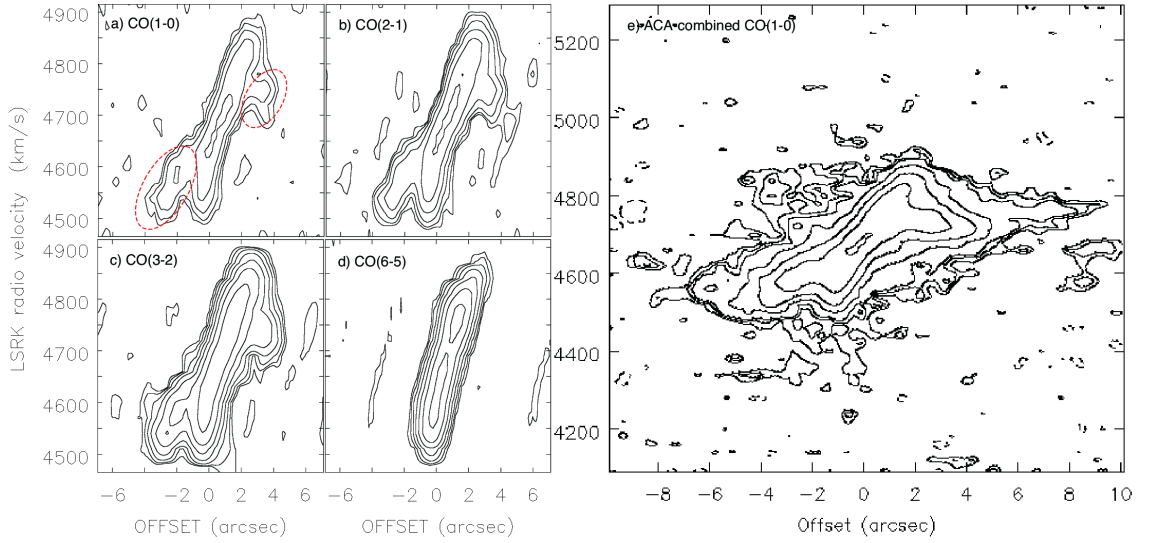 a) CO(1-0)
b) CO(2-1)
c) CO(3-2)
d) CO(6-5)
e) ACA-combined CO(1-0)
LSRK radio velocity (km/s)
4900
4800
4700
4600
4500
4900
4800
4700
4600
4500
-6 -2 0 2 6
OFFSET (arcsec)
-6 -2 0 2 6
OFFSET (arcsec)
5200
5000
4800
4600
4400
4200
-8 -6 -4 -2 0 2 4 6 8 10
Offset (arcsec)